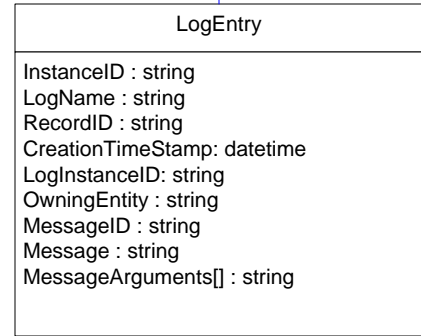 LogEntry
InstanceID : string
LogName : string
RecordID : string
CreationTimeStamp: datetime
LogInstanceID: string
OwningEntity : string
MessageID : string
Message : string
MessageArguments[] : string